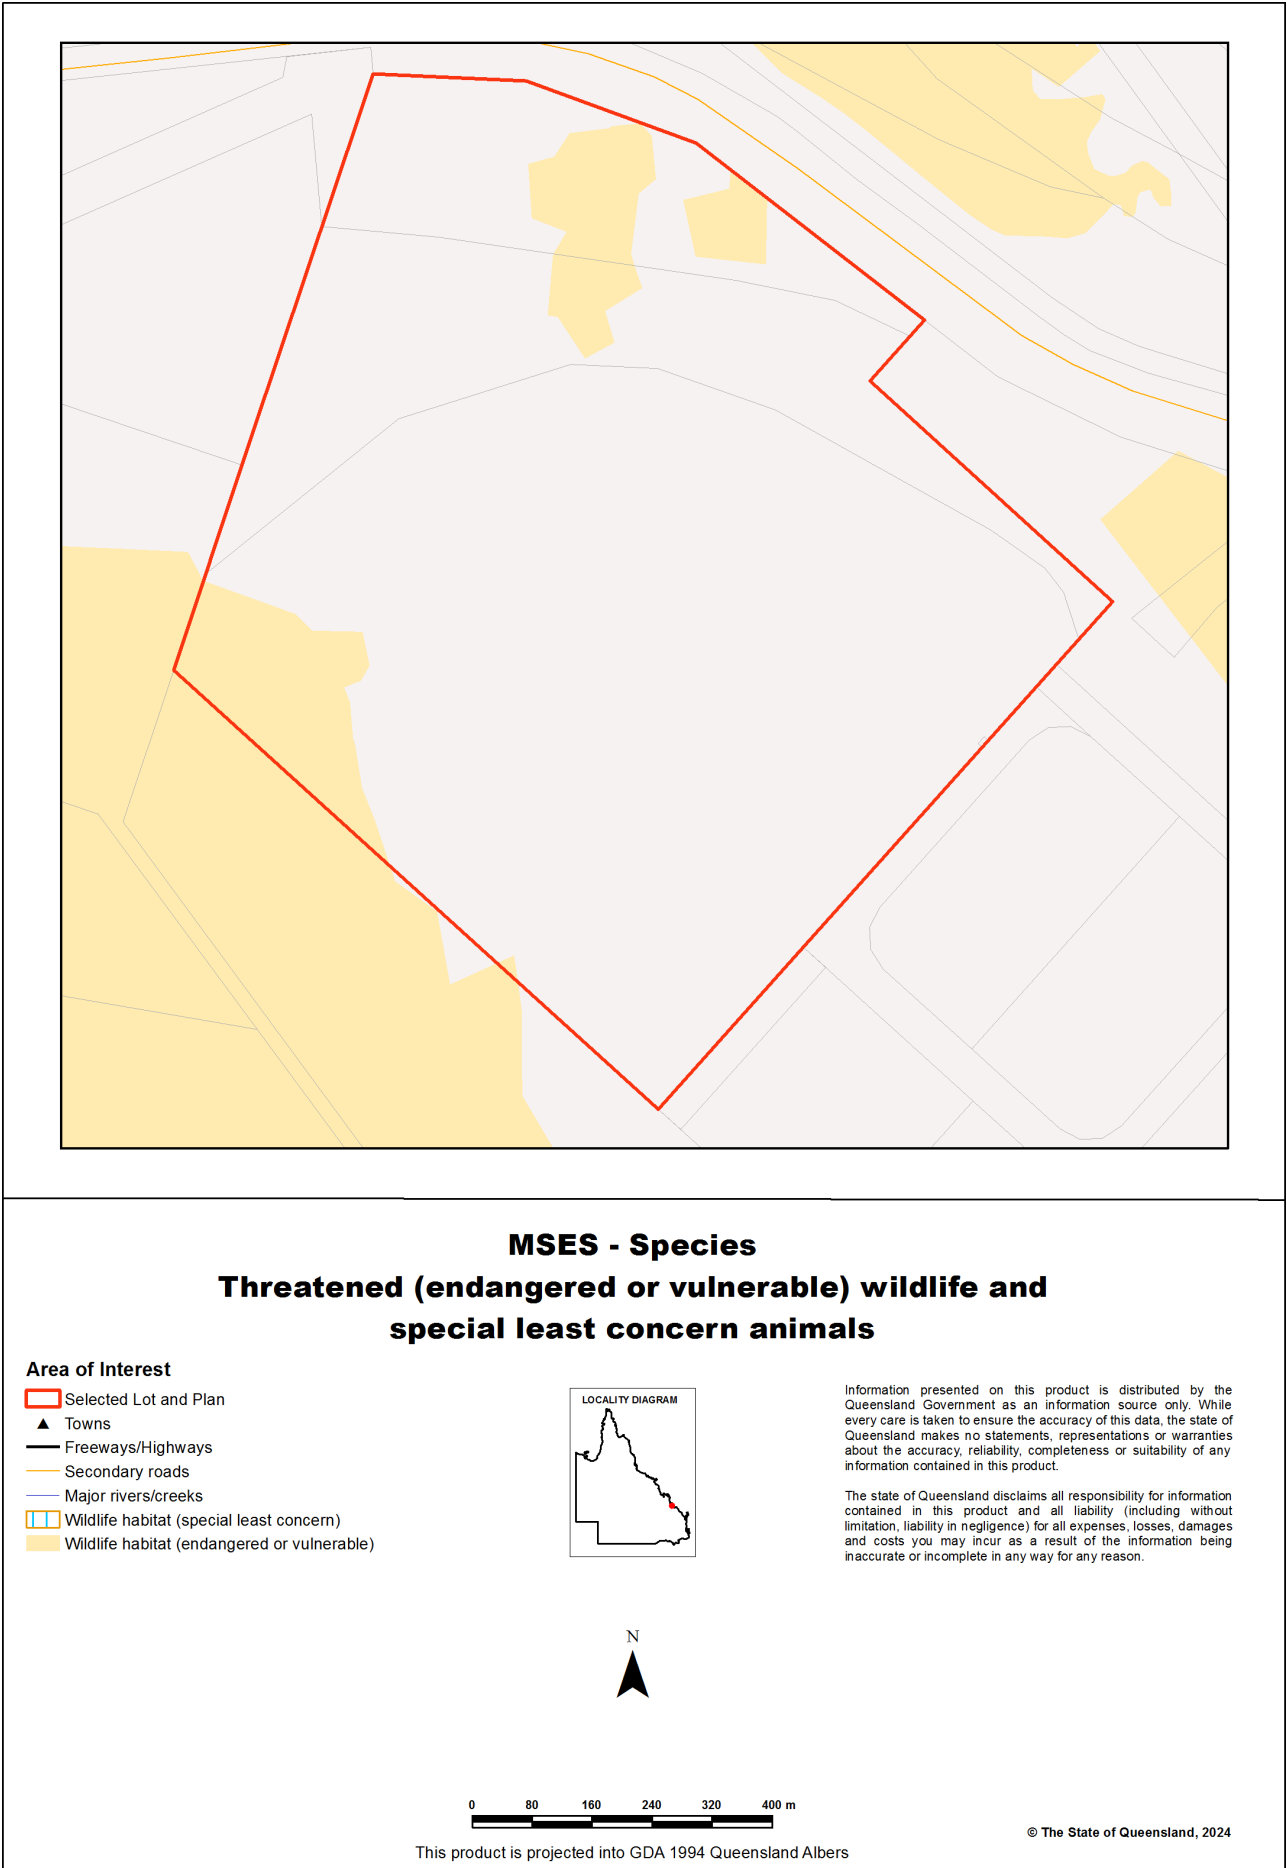 MSES - Species
Threatened (endangered or vulnerable) wildlife and
special least concern animals
Area of Interest
Selected Lot and Plan
Towns
Freeways/Highways
Secondary roads
Major rivers/creeks
Wildlife habitat (special least concern)
Wildlife habitat (endangered or vulnerable)
LOCALITY DIAGRAM
Information presented on this product is distributed by the
Queensland Government as an information source only. While
every care is taken to ensure the accuracy of this data, the state of
Queensland makes no statements, representations or warranties
about the accuracy, reliability, completeness or suitability of any
information contained in this product.
The state of Queensland disclaims all responsibility for information
contained in this product and all liability (including without
limitation, liability in negligence) for all expenses, losses, damages
and costs you may incur as a result of the information being
inaccurate or incomplete in any way for any reason.
N
0 80 160 240 320 400 m
This product is projected into GDA 1994 Queensland Albers
© The State of Queensland, 2024